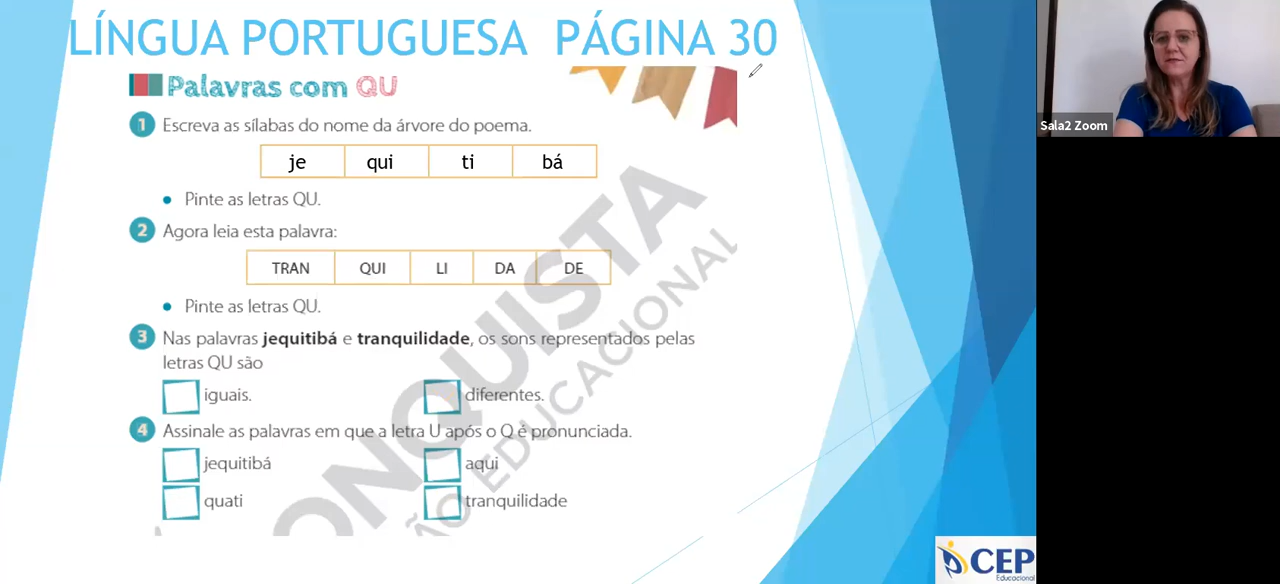 LÍNGUA PORTUGUESA PÁGINA 30
Palavras com QU
1 Escreva as sílabas do nome da árvore do poema.
je qui ti bá
• Pinte as letras QU.
2 Agora leia esta palavra:
TRAN QUI LI DA DE
• Pinte as letras QU.
3 Nas palavras jequitibá e tranquilidade, os sons representados pelas
letras QU são
iguais. diferentes.
4 Assinale as palavras em que a letra U após o Q é pronunciada.
jequitibá aqui
quati tranquilidade
ONQUISTA
ÃO EDUCACIONAL
Sala2 Zoom
CEP
Educacional